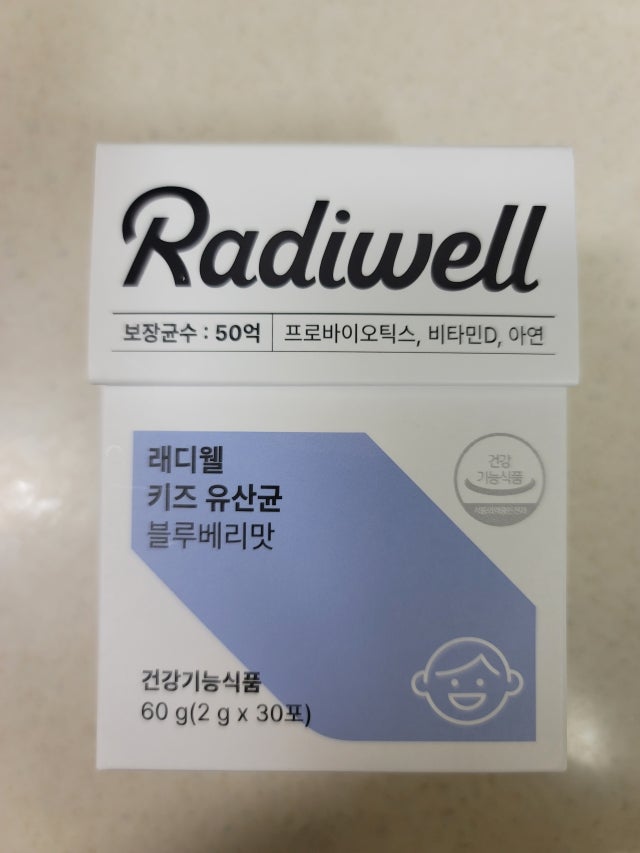 Radiwell
보장균수 : 50억 | 프로바이오틱스, 비타민D, 아연
래디웰
키즈 유산균
블루베리맛
건강
기능식품
건강기능식품
60 g(2 g x 30포)